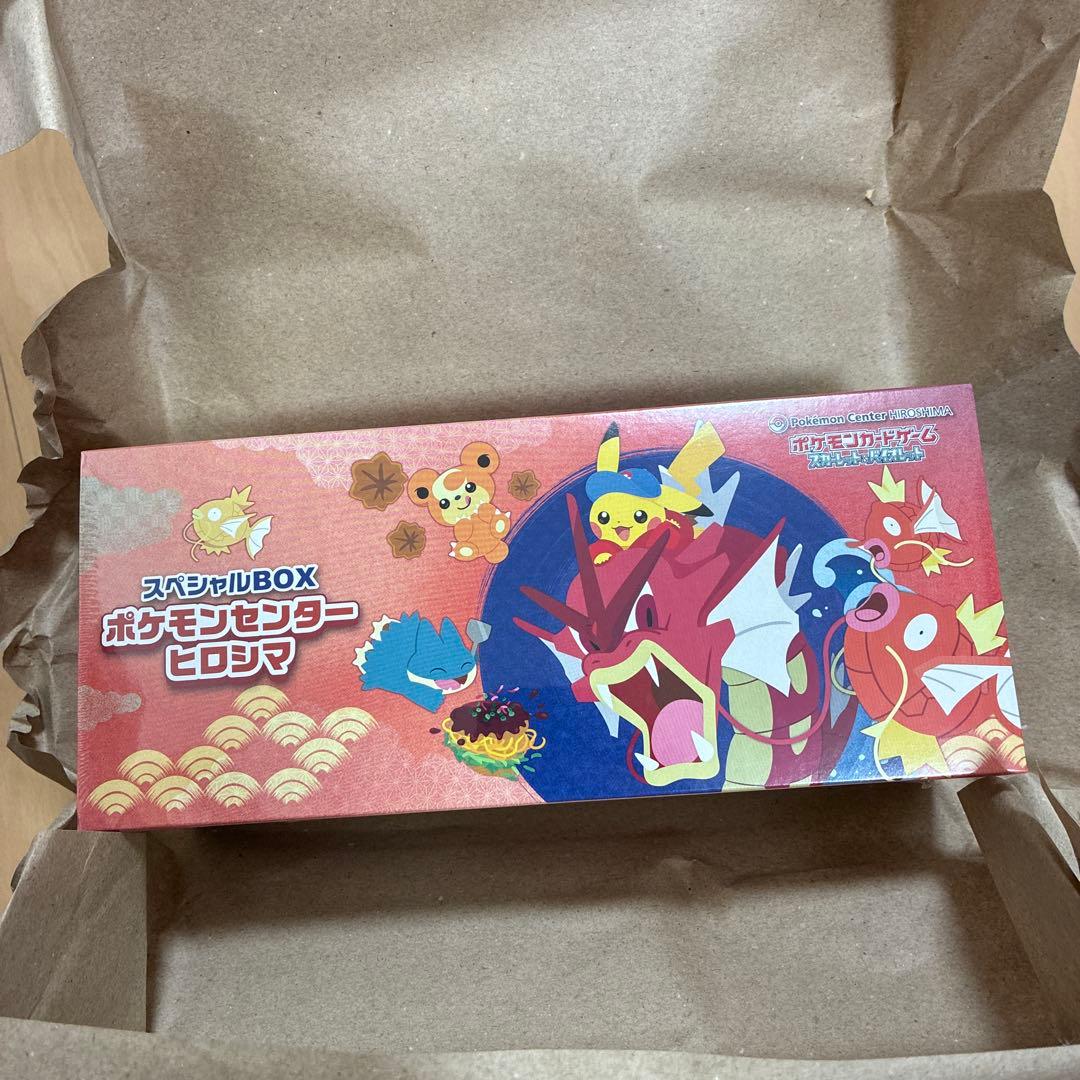 Pokémon Center HIROSHIMA
ポケモンカードゲーム
スカーレット&バイオレット
スペシャルBOX
ポケモンセンター
ヒロシマ